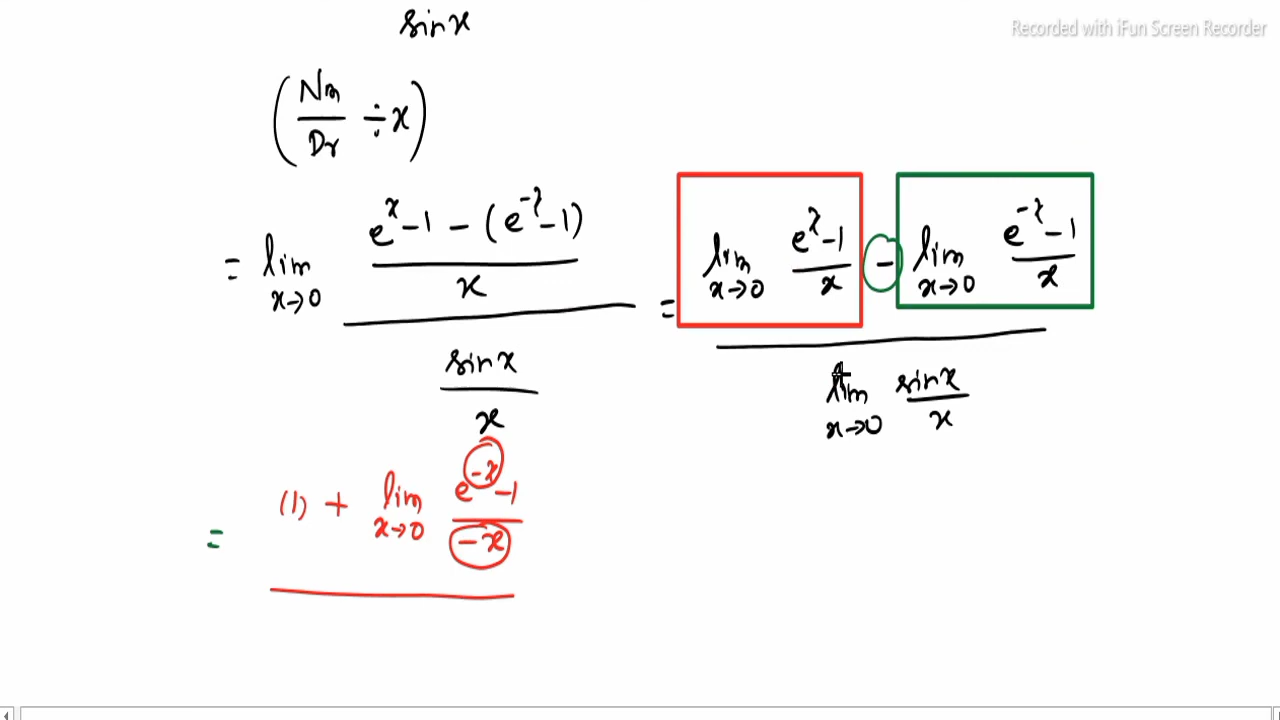 sin x
Recorded with iFun Screen Recorder
(Nr/Dr ÷ x)
= lim x→0 (e^x - 1 - (e^-x - 1))/x / (sin x/x)
= (lim x→0 (e^x - 1)/x - lim x→0 (e^-x - 1)/x) / (lim x→0 sin x/x)
= (1) + lim x→0 (e^-x - 1)/(-x)